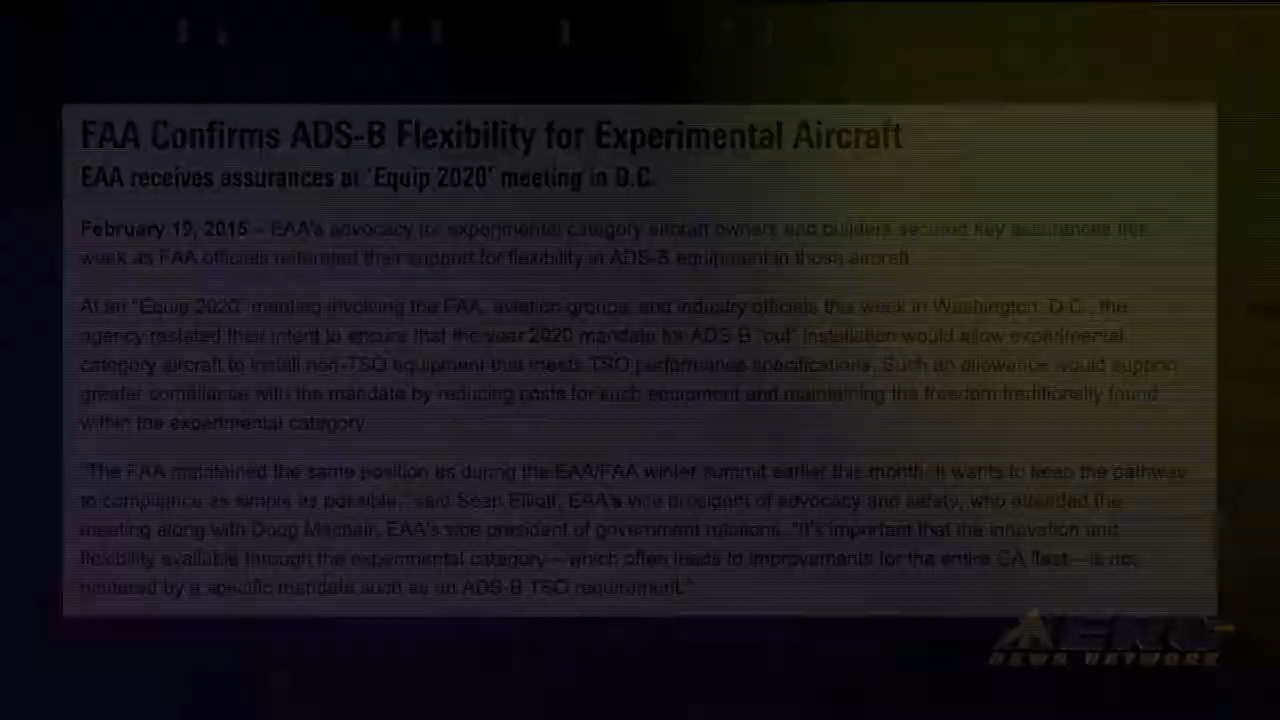 FAA Confirms ADS-B Flexibility for Experimental Aircraft
EAA receives assurances at 'Equip 2020' meeting in D.C.
February 19, 2015 – EAA's advocacy for experimental category aircraft owners and builders secured key assurances this
week as FAA officials reiterated their support for flexibility in ADS-B equipment in those aircraft.
At an "Equip 2020" meeting involving the FAA, aviation groups, and industry officials this week in Washington, D.C., the
agency restated their intent to ensure that the year 2020 mandate for ADS-B "out" installation would allow experimental
category aircraft to install non-TSO equipment that meets TSO performance specifications. Such an allowance would support
greater compliance with the mandate by reducing costs for such equipment and maintaining the freedom traditionally found
within the experimental category.
"The FAA maintained the same position as during the EAA/FAA winter summit earlier this month. It wants to keep the pathway
to compliance as simple as possible," said Sean Elliott, EAA's vice president of advocacy and safety, who attended the
meeting along with Doug Macnair, EAA's vice president of government relations. "It's important that the innovation and
flexibility available through the experimental category – which often leads to improvements for the entire GA fleet – is not
hindered by a specific mandate such as an ADS-B TSO requirement."
AERO
NEWS NETWORK